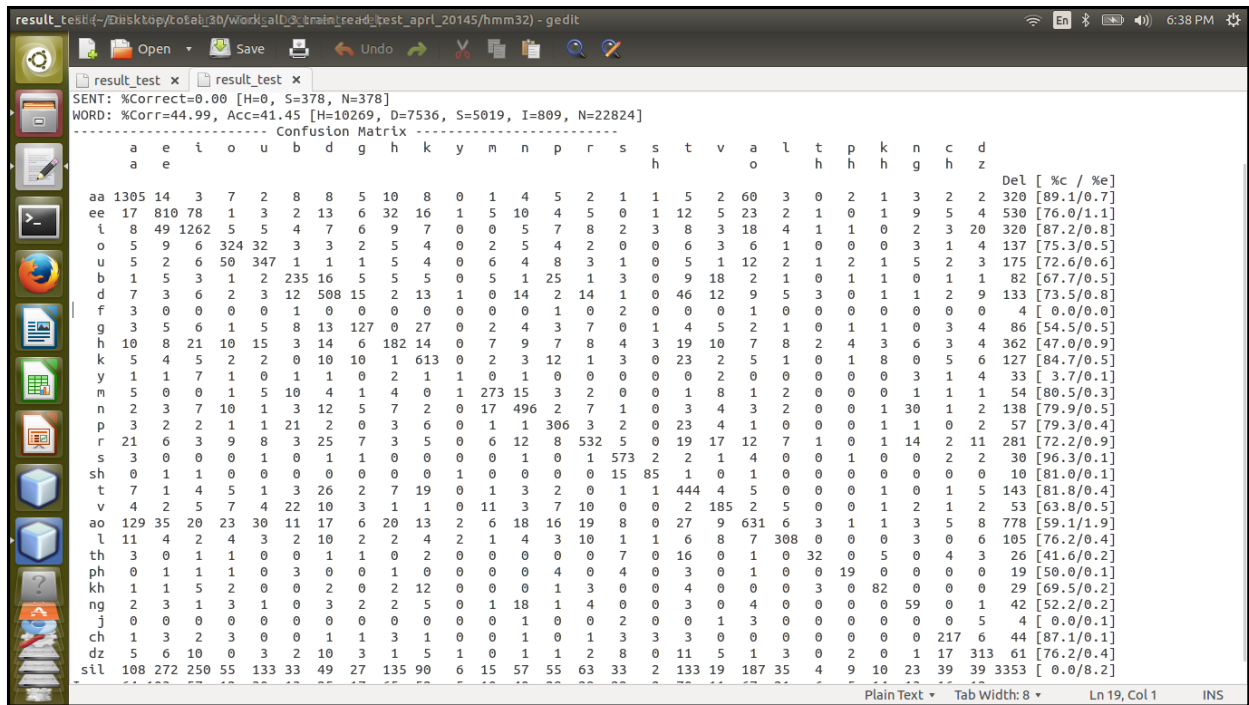 result_test (~/Desktop/total_30/work_all_D3_train_read_test_aprl_20145/hmm32) - gedit
En
6:38 PM
Open
Save
Undo
result_test x
result_test x
SENT: %Correct=0.00 [H=0, S=378, N=378]
WORD: %Corr=44.99, Acc=41.45 [H=10269, D=7536, S=5019, I=809, N=22824]
------------------------ Confusion Matrix -------------------------
a e i o u b d g h k y m n p r s s t v a l t p k n c d
a e h o h h h g h z
Del [ %c / %e]
aa 1305 14 3 7 2 8 8 5 10 8 0 1 4 5 2 1 1 5 2 60 3 0 2 1 3 2 2 320 [89.1/0.7]
ee 17 810 78 1 3 2 13 6 32 16 1 5 10 4 5 0 1 12 5 23 2 1 0 1 9 5 4 530 [76.0/1.1]
i 8 49 1262 5 5 4 7 6 9 7 0 0 5 7 8 2 3 8 3 18 4 1 1 0 2 3 20 320 [87.2/0.8]
o 5 9 6 324 32 3 3 2 5 4 0 2 5 4 2 0 0 6 3 6 1 0 0 0 3 1 4 137 [75.3/0.5]
u 5 2 6 50 347 1 1 1 5 4 0 6 4 8 3 1 0 5 1 12 2 1 2 1 5 2 3 175 [72.6/0.6]
b 1 5 3 1 2 235 16 5 5 5 0 5 1 25 1 3 0 9 18 2 1 0 1 1 0 1 1 82 [67.7/0.5]
d 7 3 6 2 3 12 508 15 2 13 1 0 14 2 14 1 0 46 12 9 5 3 0 1 1 2 9 133 [73.5/0.8]
f 3 0 0 0 0 1 0 0 0 0 0 0 0 1 0 2 0 0 0 1 0 0 0 0 0 0 0 4 [ 0.0/0.0]
g 3 5 6 1 5 8 13 127 0 27 0 2 4 3 7 0 1 4 5 2 1 0 1 1 0 3 4 86 [54.5/0.5]
h 10 8 21 10 15 3 14 6 182 14 0 7 9 7 8 4 3 19 10 7 8 2 4 3 6 3 4 362 [47.0/0.9]
k 5 4 5 2 2 0 10 10 1 613 0 2 3 12 1 3 0 23 2 5 1 0 1 8 0 5 6 127 [84.7/0.5]
y 1 1 7 1 0 1 1 0 2 1 1 0 1 0 0 0 0 0 2 0 0 0 0 0 3 1 4 33 [ 3.7/0.1]
m 5 0 0 1 5 10 4 1 4 0 1 273 15 3 2 0 0 1 8 1 2 0 0 0 1 1 1 54 [80.5/0.3]
n 2 3 7 10 1 3 12 5 7 2 0 17 496 2 7 1 0 3 4 3 2 0 0 1 30 1 2 138 [79.9/0.5]
p 3 2 2 1 1 21 2 0 3 6 0 1 1 306 3 2 0 23 4 1 0 0 0 1 1 0 2 57 [79.3/0.4]
r 21 6 3 9 8 3 25 7 3 5 0 6 12 8 532 5 0 19 17 12 7 1 0 1 14 2 11 281 [72.2/0.9]
s 3 0 0 0 1 0 1 1 0 0 0 0 1 0 1 573 2 2 1 4 0 0 1 0 0 2 2 30 [96.3/0.1]
sh 0 1 1 0 0 0 0 0 0 0 1 0 0 0 0 15 85 1 0 1 0 0 0 0 0 0 0 10 [81.0/0.1]
t 7 1 4 5 1 3 26 2 7 19 0 1 3 2 0 1 1 444 4 5 0 0 0 1 0 1 5 143 [81.8/0.4]
v 4 2 5 7 4 22 10 3 1 1 0 11 3 7 10 0 0 2 185 2 5 0 0 1 2 1 2 53 [63.8/0.5]
ao 129 35 20 23 30 11 17 6 20 13 2 6 18 16 19 8 0 27 9 631 6 3 1 1 3 5 8 778 [59.1/1.9]
l 11 4 2 4 3 2 10 2 2 4 2 1 4 3 10 1 1 6 8 7 308 0 0 0 3 0 6 105 [76.2/0.4]
th 3 0 1 1 0 0 1 1 0 2 0 0 0 0 0 7 0 16 0 1 0 32 0 5 0 4 3 26 [41.6/0.2]
ph 0 1 1 1 0 3 0 0 1 0 0 0 0 4 0 4 0 3 0 1 0 0 19 0 0 0 0 19 [50.0/0.1]
kh 1 1 5 2 0 0 2 0 2 12 0 0 0 1 3 0 0 4 0 0 0 3 0 82 0 0 0 29 [69.5/0.2]
ng 2 3 1 3 1 0 3 2 2 5 0 1 18 1 4 0 0 3 0 4 0 0 0 0 59 0 1 42 [52.2/0.2]
j 0 0 0 0 0 0 0 0 0 0 0 0 1 0 0 2 0 0 1 3 0 0 0 0 0 0 5 4 [ 0.0/0.1]
ch 1 3 2 3 0 0 1 1 3 1 0 0 1 0 1 3 3 3 0 0 0 0 0 0 0 217 6 44 [87.1/0.1]
dz 5 6 10 0 3 2 10 3 1 5 1 0 1 1 2 8 0 11 5 1 3 0 2 0 1 17 313 61 [76.2/0.4]
sil 108 272 250 55 133 33 49 27 135 90 6 15 57 55 63 33 2 133 19 187 35 4 9 10 23 39 39 3353 [ 0.0/8.2]
Plain Text
Tab Width: 8
Ln 19, Col 1
INS